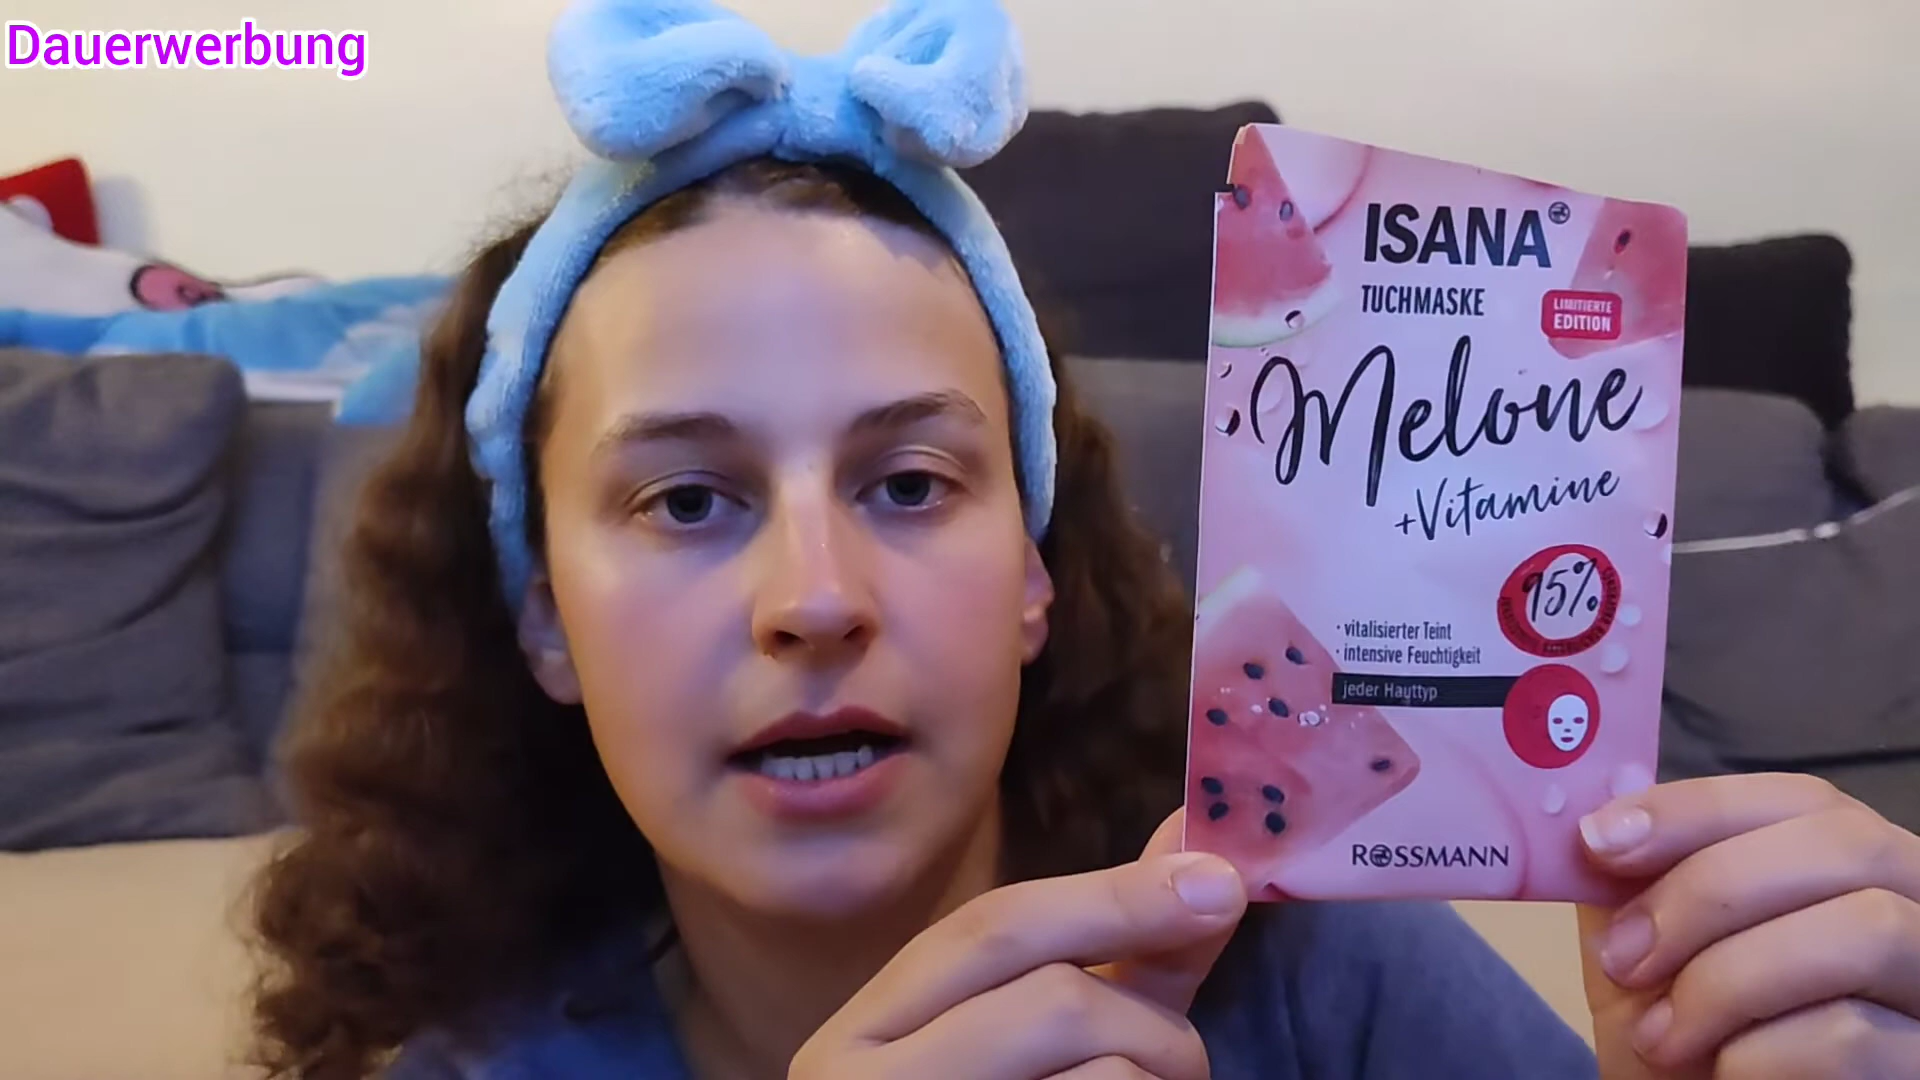 Dauerwerbung
ISANA
TUCHMASKE
LIMITIERTE
EDITION
Melone
+Vitamine
95%
· vitalisierter Teint
· intensive Feuchtigkeit
jeder Hauttyp
ROSSMANN